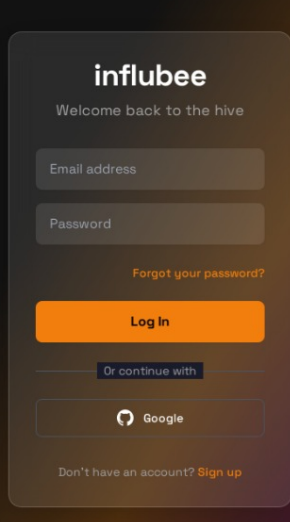 influbee
Welcome back to the hive
Email address
Password
Forgot your password?
Log In
Or continue with
Google
Don't have an account? Sign up